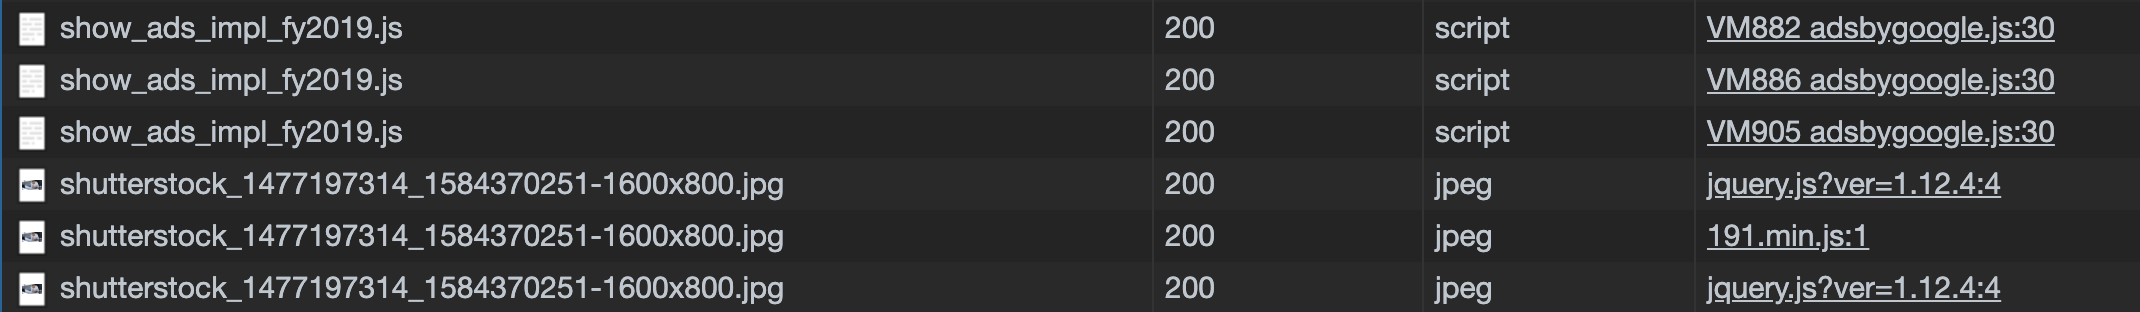 show_ads_impl_fy2019.js 200 script VM882 adsbygoogle.js:30
show_ads_impl_fy2019.js 200 script VM886 adsbygoogle.js:30
show_ads_impl_fy2019.js 200 script VM905 adsbygoogle.js:30
shutterstock_1477197314_1584370251-1600x800.jpg 200 jpeg jquery.js?ver=1.12.4:4
shutterstock_1477197314_1584370251-1600x800.jpg 200 jpeg 191.min.js:1
shutterstock_1477197314_1584370251-1600x800.jpg 200 jpeg jquery.js?ver=1.12.4:4